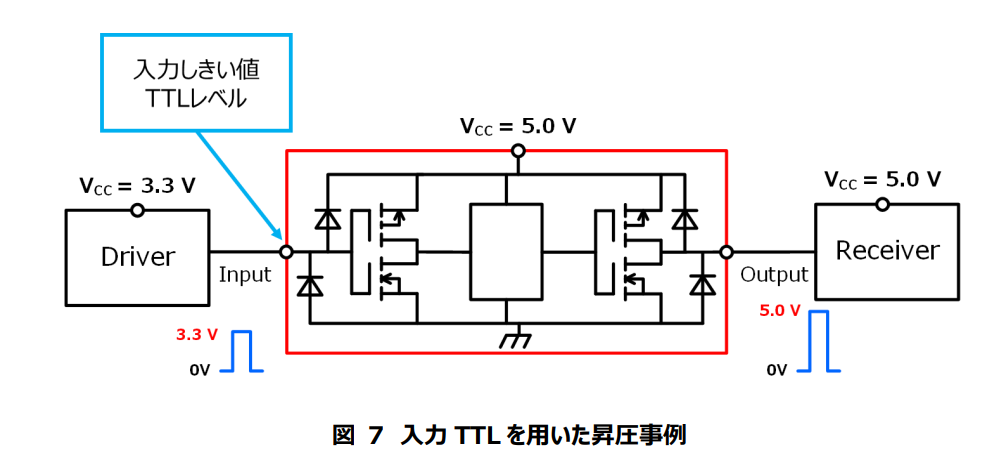 入力しきい値
TTLレベル
VCC = 5.0 V
VCC = 3.3 V
VCC = 5.0 V
Driver
Receiver
Input
Output
3.3 V
0V
5.0 V
0V
図 7 入力 TTL を用いた昇圧事例